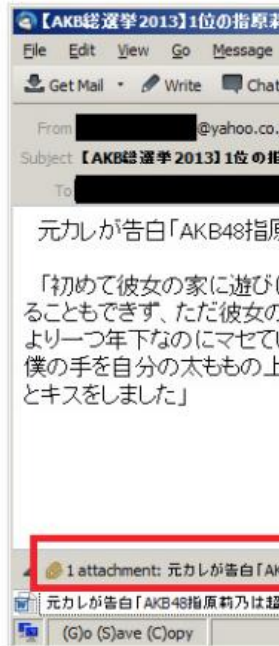 【AKB総選挙2013】1位の指原莉
File Edit View Go Message
Get Mail Write Chat
From @yahoo.co.
Subject 【AKB総選挙2013】1位の指
To
元カレが告白「AKB48指原
「初めて彼女の家に遊びに
ることもできず、ただ彼女の
より一つ年下なのにマセてい
僕の手を自分の太ももの上
とキスをしました」
1 attachment: 元カレが告白「AK
元カレが告白「AKB48指原莉乃は超
(G)o (S)ave (C)opy